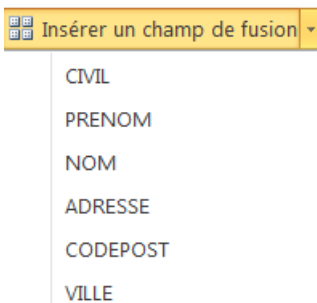 Insérer un champ de fusion
CIVIL
PRENOM
NOM
ADRESSE
CODEPOST
VILLE